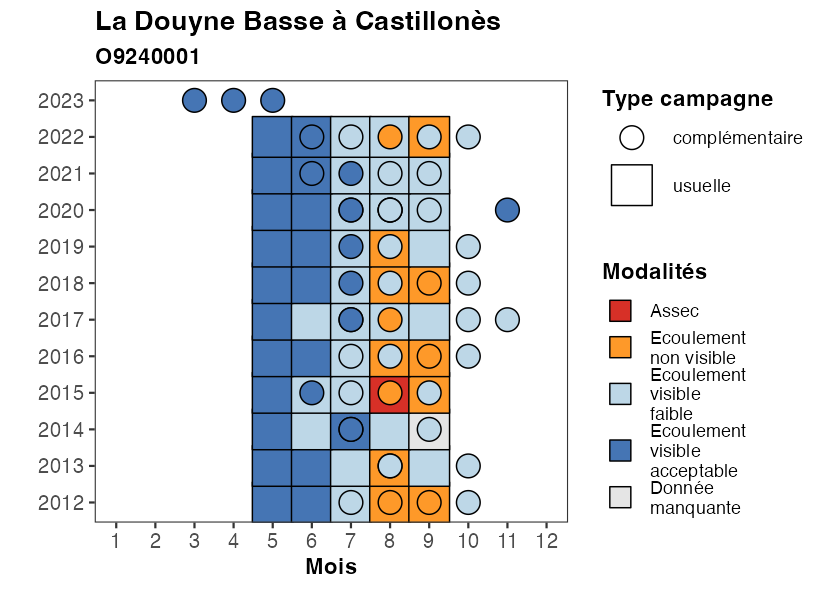 La Douyne Basse à Castillonès
O9240001
2023
2022
2021
2020
2019
2018
2017
2016
2015
2014
2013
2012
1 2 3 4 5 6 7 8 9 10 11 12
Mois
Type campagne
complémentaire
usuelle
Modalités
Assec
Ecoulement
non visible
Ecoulement
visible
faible
Ecoulement
visible
acceptable
Donnée
manquante